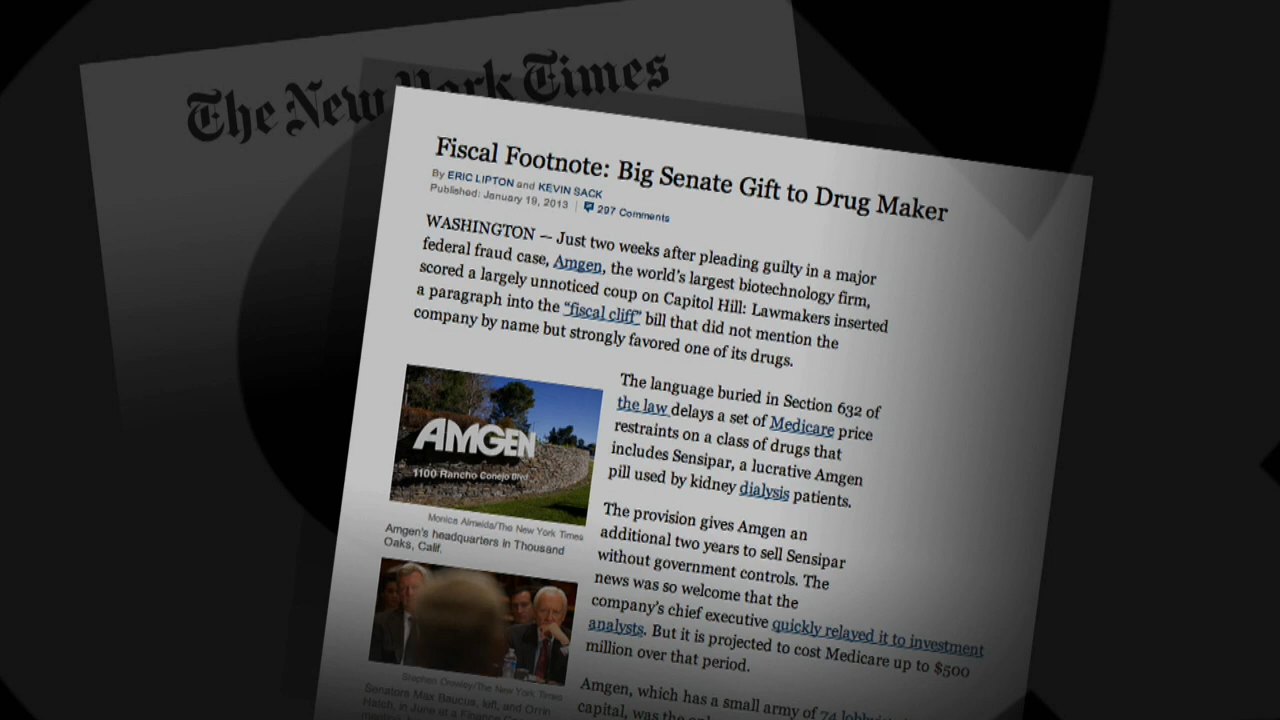 The New York Times
Fiscal Footnote: Big Senate Gift to Drug Maker
By ERIC LIPTON and KEVIN SACK
Published: January 19, 2013 | 297 Comments
WASHINGTON — Just two weeks after pleading guilty in a major
federal fraud case, Amgen, the world's largest biotechnology firm,
scored a largely unnoticed coup on Capitol Hill: Lawmakers inserted
a paragraph into the "fiscal cliff" bill that did not mention the
company by name but strongly favored one of its drugs.
AMGEN
1100 Rancho Conejo Blvd
Monica Almeida/The New York Times
Amgen's headquarters in Thousand
Oaks, Calif.
The language buried in Section 632 of
the law delays a set of Medicare price
restraints on a class of drugs that
includes Sensipar, a lucrative Amgen
pill used by kidney dialysis patients.
The provision gives Amgen an
additional two years to sell Sensipar
without government controls. The
news was so welcome that the
company's chief executive quickly relayed it to investment
analysts. But it is projected to cost Medicare up to $500
million over that period.
Stephen Crowley/The New York Times
Senators Max Baucus, left, and Orrin
Hatch, in June at a Finance
Amgen, which has a small army of 74
capital, was the